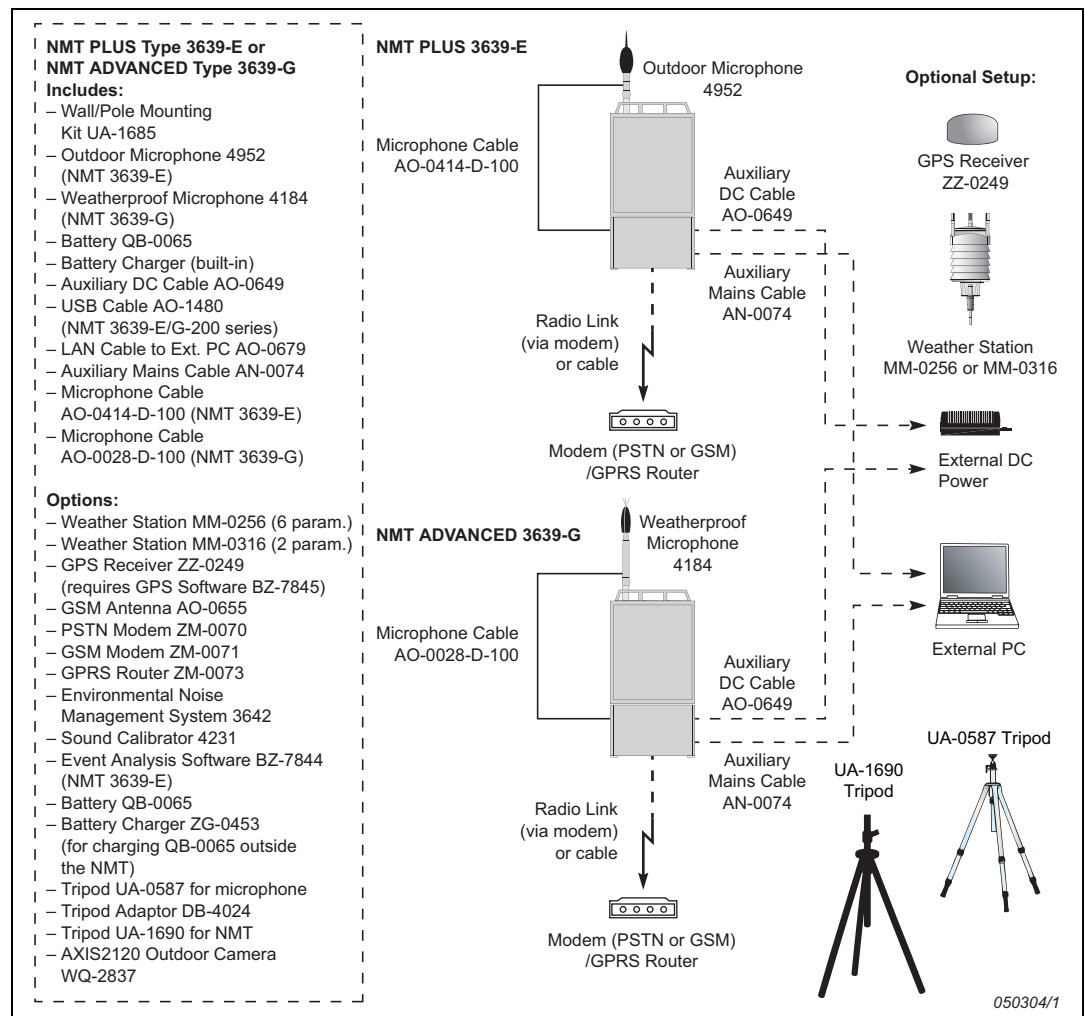 NMT PLUS Type 3639-E or
NMT ADVANCED Type 3639-G
Includes:
– Wall/Pole Mounting
Kit UA-1685
– Outdoor Microphone 4952
(NMT 3639-E)
– Weatherproof Microphone 4184
(NMT 3639-G)
– Battery QB-0065
– Battery Charger (built-in)
– Auxiliary DC Cable AO-0649
– USB Cable AO-1480
(NMT 3639-E/G-200 series)
– LAN Cable to Ext. PC AO-0679
– Auxiliary Mains Cable AN-0074
– Microphone Cable
AO-0414-D-100 (NMT 3639-E)
– Microphone Cable
AO-0028-D-100 (NMT 3639-G)
Options:
– Weather Station MM-0256 (6 param.)
– Weather Station MM-0316 (2 param.)
– GPS Receiver ZZ-0249
(requires GPS Software BZ-7845)
– GSM Antenna AO-0655
– PSTN Modem ZM-0070
– GSM Modem ZM-0071
– GPRS Router ZM-0073
– Environmental Noise
Management System 3642
– Sound Calibrator 4231
– Event Analysis Software BZ-7844
(NMT 3639-E)
– Battery QB-0065
– Battery Charger ZG-0453
(for charging QB-0065 outside
the NMT)
– Tripod UA-0587 for microphone
– Tripod Adaptor DB-4024
– Tripod UA-1690 for NMT
– AXIS2120 Outdoor Camera
WQ-2837
NMT PLUS 3639-E
Outdoor Microphone
4952
Microphone Cable
AO-0414-D-100
Auxiliary
DC Cable
AO-0649
Auxiliary
Mains Cable
AN-0074
Radio Link
(via modem)
or cable
Modem (PSTN or GSM)
/GPRS Router
NMT ADVANCED 3639-G
Weatherproof
Microphone
4184
Microphone Cable
AO-0028-D-100
Auxiliary
DC Cable
AO-0649
Auxiliary
Mains Cable
AN-0074
Radio Link
(via modem)
or cable
Modem (PSTN or GSM)
/GPRS Router
Optional Setup:
GPS Receiver
ZZ-0249
Weather Station
MM-0256 or MM-0316
External DC
Power
External PC
UA-0587 Tripod
UA-1690
Tripod
050304/1